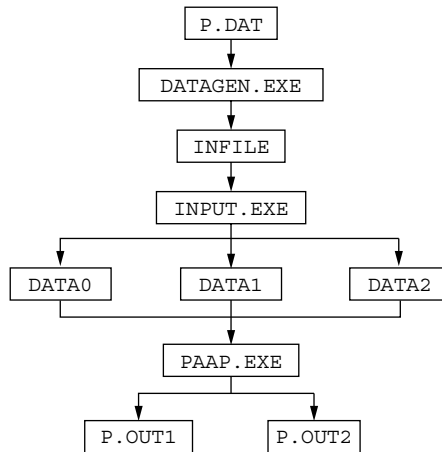 P.DAT
DATAGEN.EXE
INFILE
INPUT.EXE
DATA0
DATA1
DATA2
PAAP.EXE
P.OUT1
P.OUT2